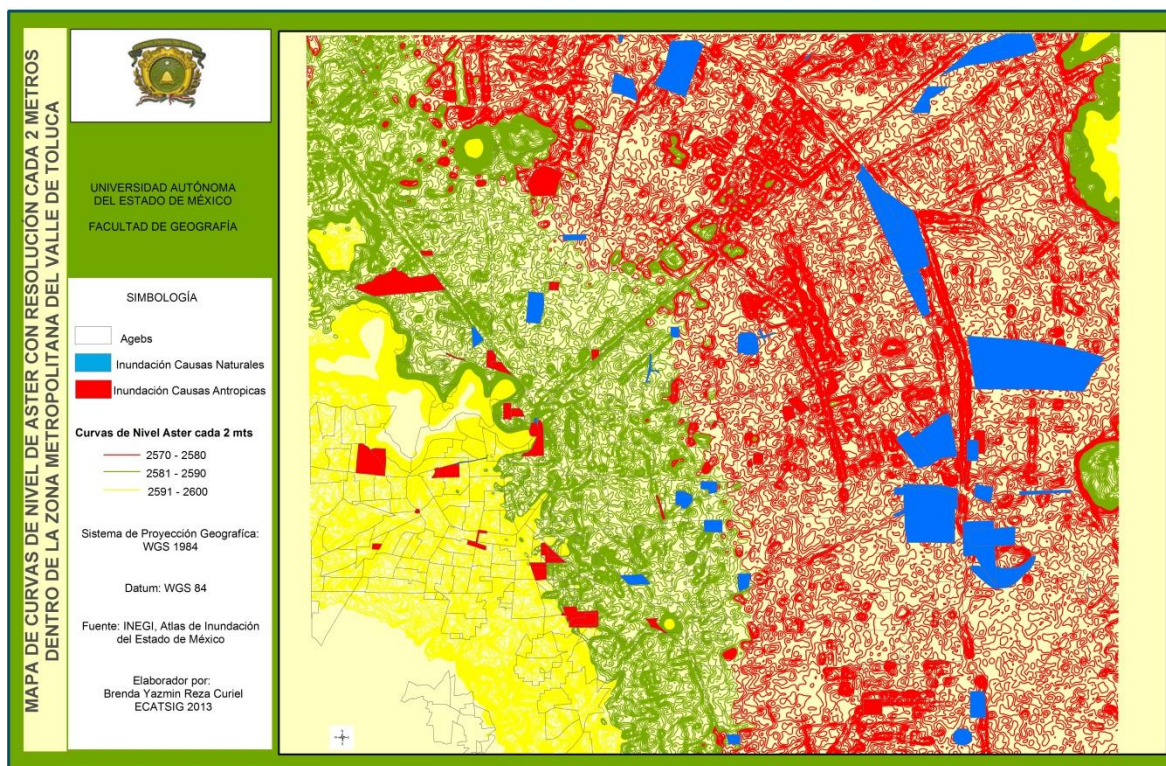 MAPA DE CURVAS DE NIVEL DE ASTER CON RESOLUCIÓN CADA 2 METROS
DENTRO DE LA ZONA METROPOLITANA DEL VALLE DE TOLUCA
UNIVERSIDAD AUTÓNOMA
DEL ESTADO DE MÉXICO
FACULTAD DE GEOGRAFÍA
SIMBOLOGÍA
Agebs
Inundación Causas Naturales
Inundación Causas Antropicas
Curvas de Nivel Aster cada 2 mts
2570 - 2580
2581 - 2590
2591 - 2600
Sistema de Proyección Geografíca:
WGS 1984
Datum: WGS 84
Fuente: INEGI, Atlas de Inundación
del Estado de México
Elaborador por:
Brenda Yazmin Reza Curiel
ECATSIG 2013